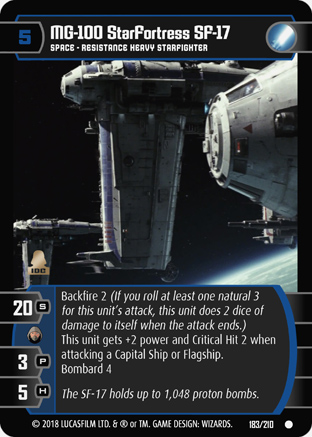 5 MG-100 StarFortress SF-17
SPACE • RESISTANCE HEAVY STARFIGHTER
20 S
3 P
5 H
Backfire 2 (If you roll at least one natural 3
for this unit's attack, this unit does 2 dice of
damage to itself when the attack ends.)
This unit gets +2 power and Critical Hit 2 when
attacking a Capital Ship or Flagship.
Bombard 4
The SF-17 holds up to 1,048 proton bombs.
© 2018 LUCASFILM LTD. & ® or TM. GAME DESIGN: WIZARDS. 183/210